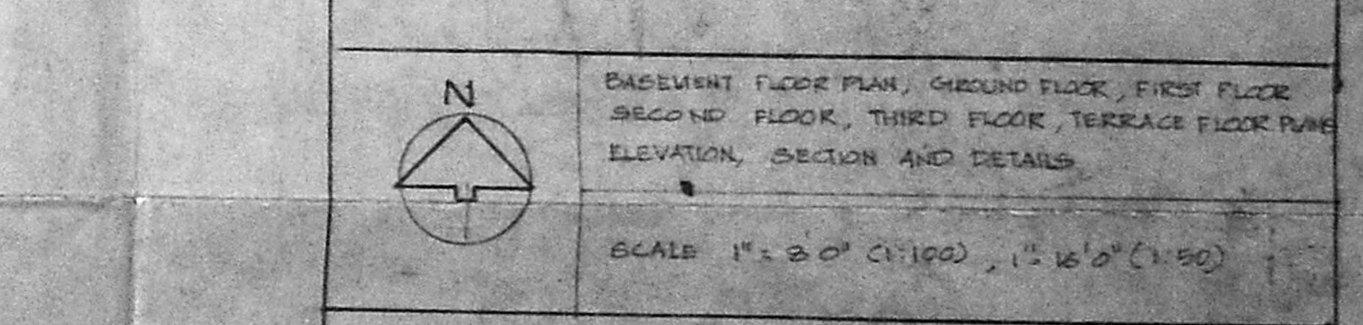 N
BASEMENT FLOOR PLAN, GROUND FLOOR, FIRST FLOOR
SECOND FLOOR, THIRD FLOOR, TERRACE FLOOR PLANS
ELEVATION, SECTION AND DETAILS
SCALE 1" = 8'0" (1:100), 1" = 16'0" (1:50)